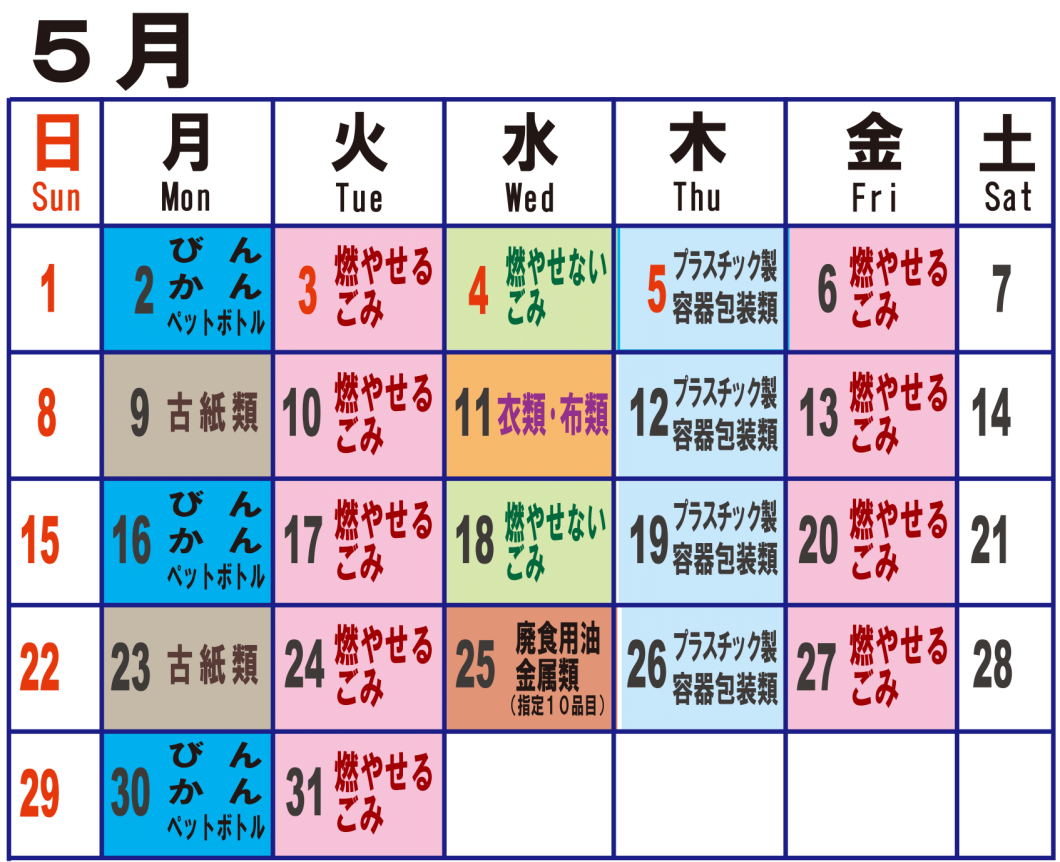 5月
日 月 火 水 木 金 土
Sun Mon Tue Wed Thu Fri Sat
1
2 びん
かん
ペットボトル
3 燃やせる
ごみ
4 燃やせない
ごみ
5 プラスチック製
容器包装類
6 燃やせる
ごみ
7
8
9 古紙類
10 燃やせる
ごみ
11 衣類・布類
12 プラスチック製
容器包装類
13 燃やせる
ごみ
14
15
16 びん
かん
ペットボトル
17 燃やせる
ごみ
18 燃やせない
ごみ
19 プラスチック製
容器包装類
20 燃やせる
ごみ
21
22
23 古紙類
24 燃やせる
ごみ
25 廃食用油
金属類
(指定10品目)
26 プラスチック製
容器包装類
27 燃やせる
ごみ
28
29
30 びん
かん
ペットボトル
31 燃やせる
ごみ